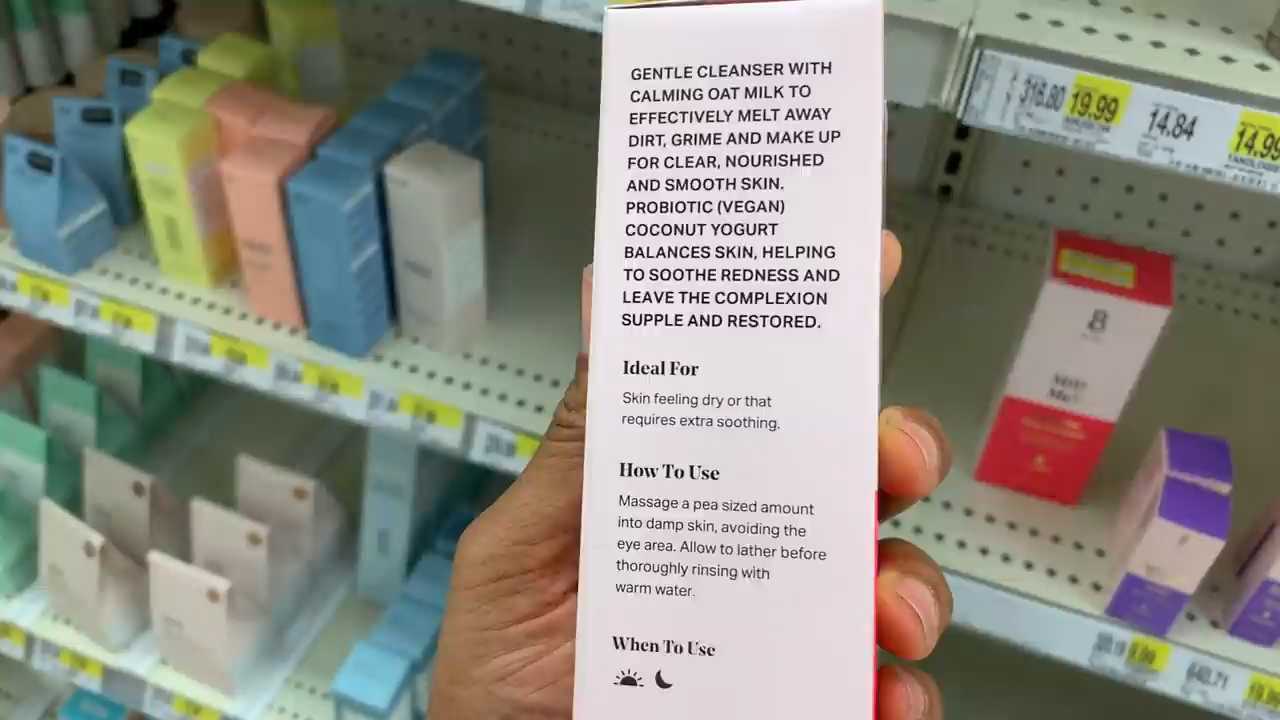 GENTLE CLEANSER WITH
CALMING OAT MILK TO
EFFECTIVELY MELT AWAY
DIRT, GRIME AND MAKE UP
FOR CLEAR, NOURISHED
AND SMOOTH SKIN.
PROBIOTIC (VEGAN)
COCONUT YOGURT
BALANCES SKIN, HELPING
TO SOOTHE REDNESS AND
LEAVE THE COMPLEXION
SUPPLE AND RESTORED.
Ideal For
Skin feeling dry or that
requires extra soothing.
How To Use
Massage a pea sized amount
into damp skin, avoiding the
eye area. Allow to lather before
thoroughly rinsing with
warm water.
When To Use
19.99
14.84
14.99
8